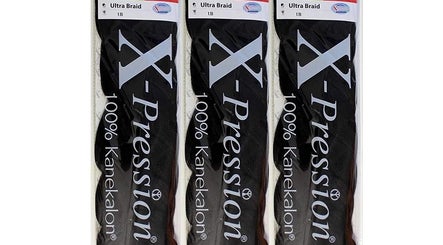 Ultra Braid
1B
X-Pression®
100% Kanekalon®
Ultra Braid
1B
X-Pression®
100% Kanekalon®
Ultra Braid
1B
X-Pression®
100% Kanekalon®